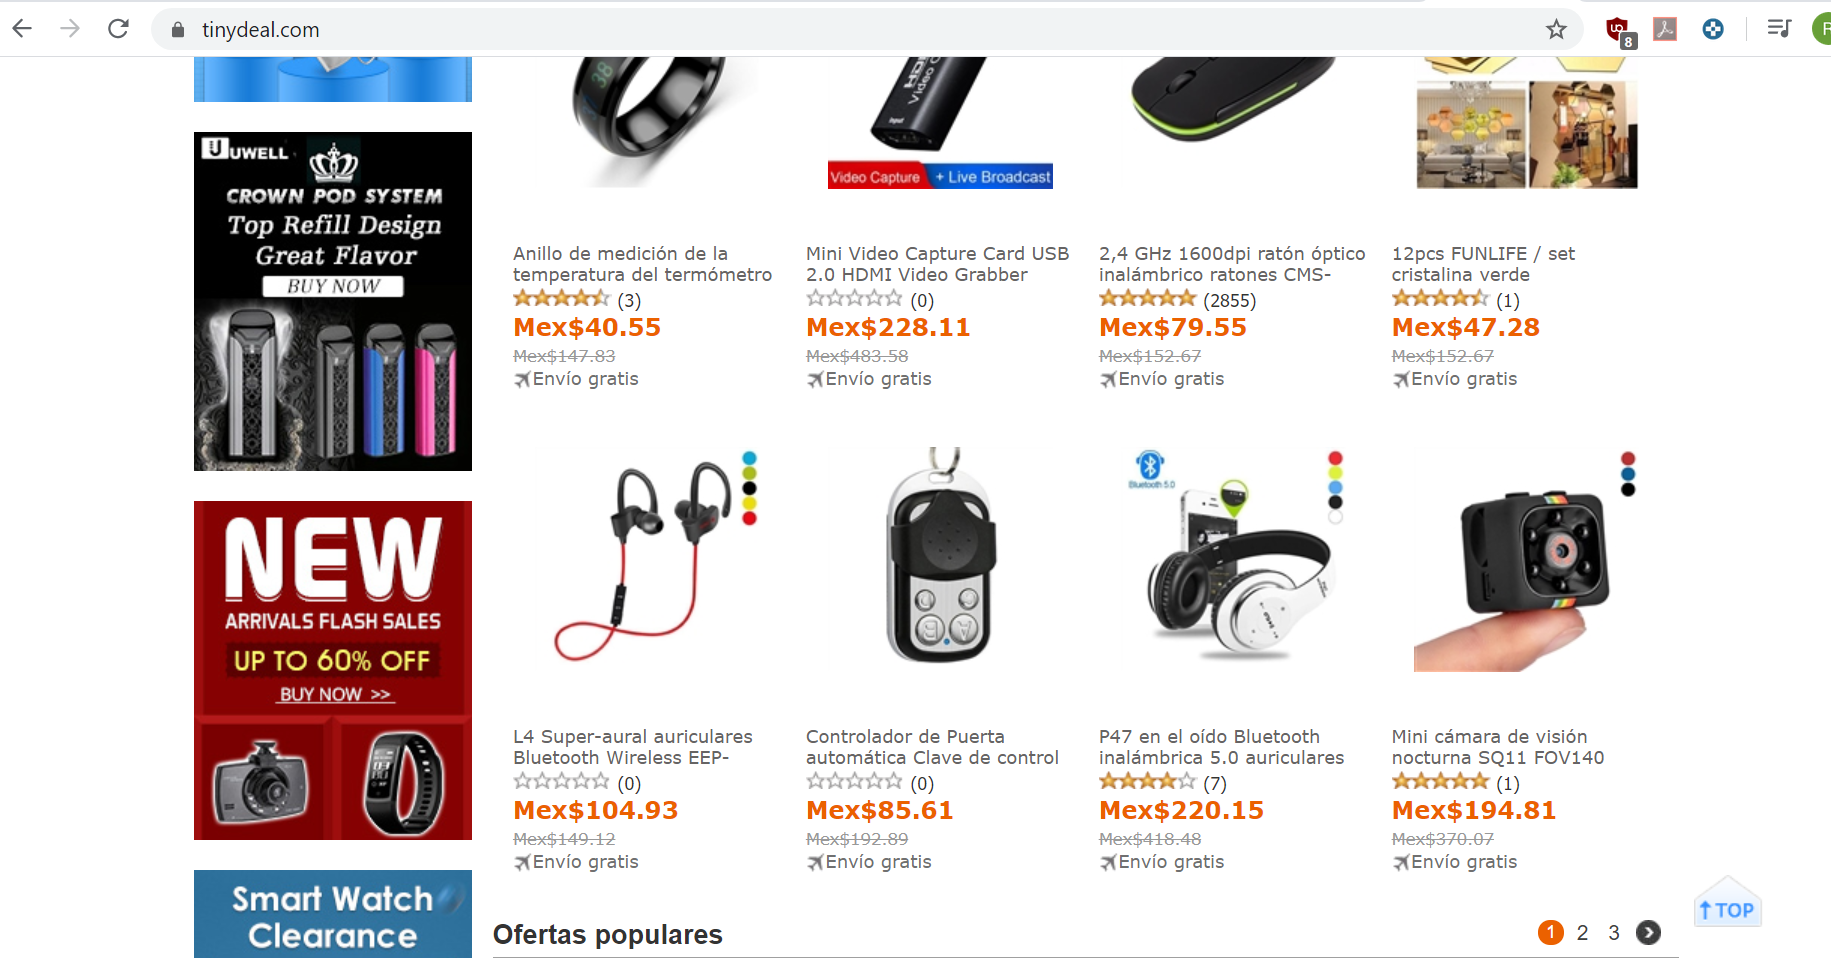 tinydeal.com
8
UWELL
CROWN POD SYSTEM
Top Refill Design
Great Flavor
BUY NOW
NEW
ARRIVALS FLASH SALES
UP TO 60% OFF
BUY NOW >>
Smart Watch
Clearance
38
HDMI
Video C
Input
Video Capture + Live Broadcast
Anillo de medición de la
temperatura del termómetro
(3)
Mex$40.55
Mex$147.83
Envío gratis
Mini Video Capture Card USB
2.0 HDMI Video Grabber
(0)
Mex$228.11
Mex$483.58
Envío gratis
2,4 GHz 1600dpi ratón óptico
inalámbrico ratones CMS-
(2855)
Mex$79.55
Mex$152.67
Envío gratis
12pcs FUNLIFE / set
cristalina verde
(1)
Mex$47.28
Mex$152.67
Envío gratis
L4 Super-aural auriculares
Bluetooth Wireless EEP-
(0)
Mex$104.93
Mex$149.12
Envío gratis
B A
Controlador de Puerta
automática Clave de control
(0)
Mex$85.61
Mex$192.89
Envío gratis
Bluetooth 5.0
P47 en el oído Bluetooth
inalámbrica 5.0 auriculares
(7)
Mex$220.15
Mex$418.48
Envío gratis
Mini cámara de visión
nocturna SQ11 FOV140
(1)
Mex$194.81
Mex$370.07
Envío gratis
TOP
Ofertas populares
1 2 3